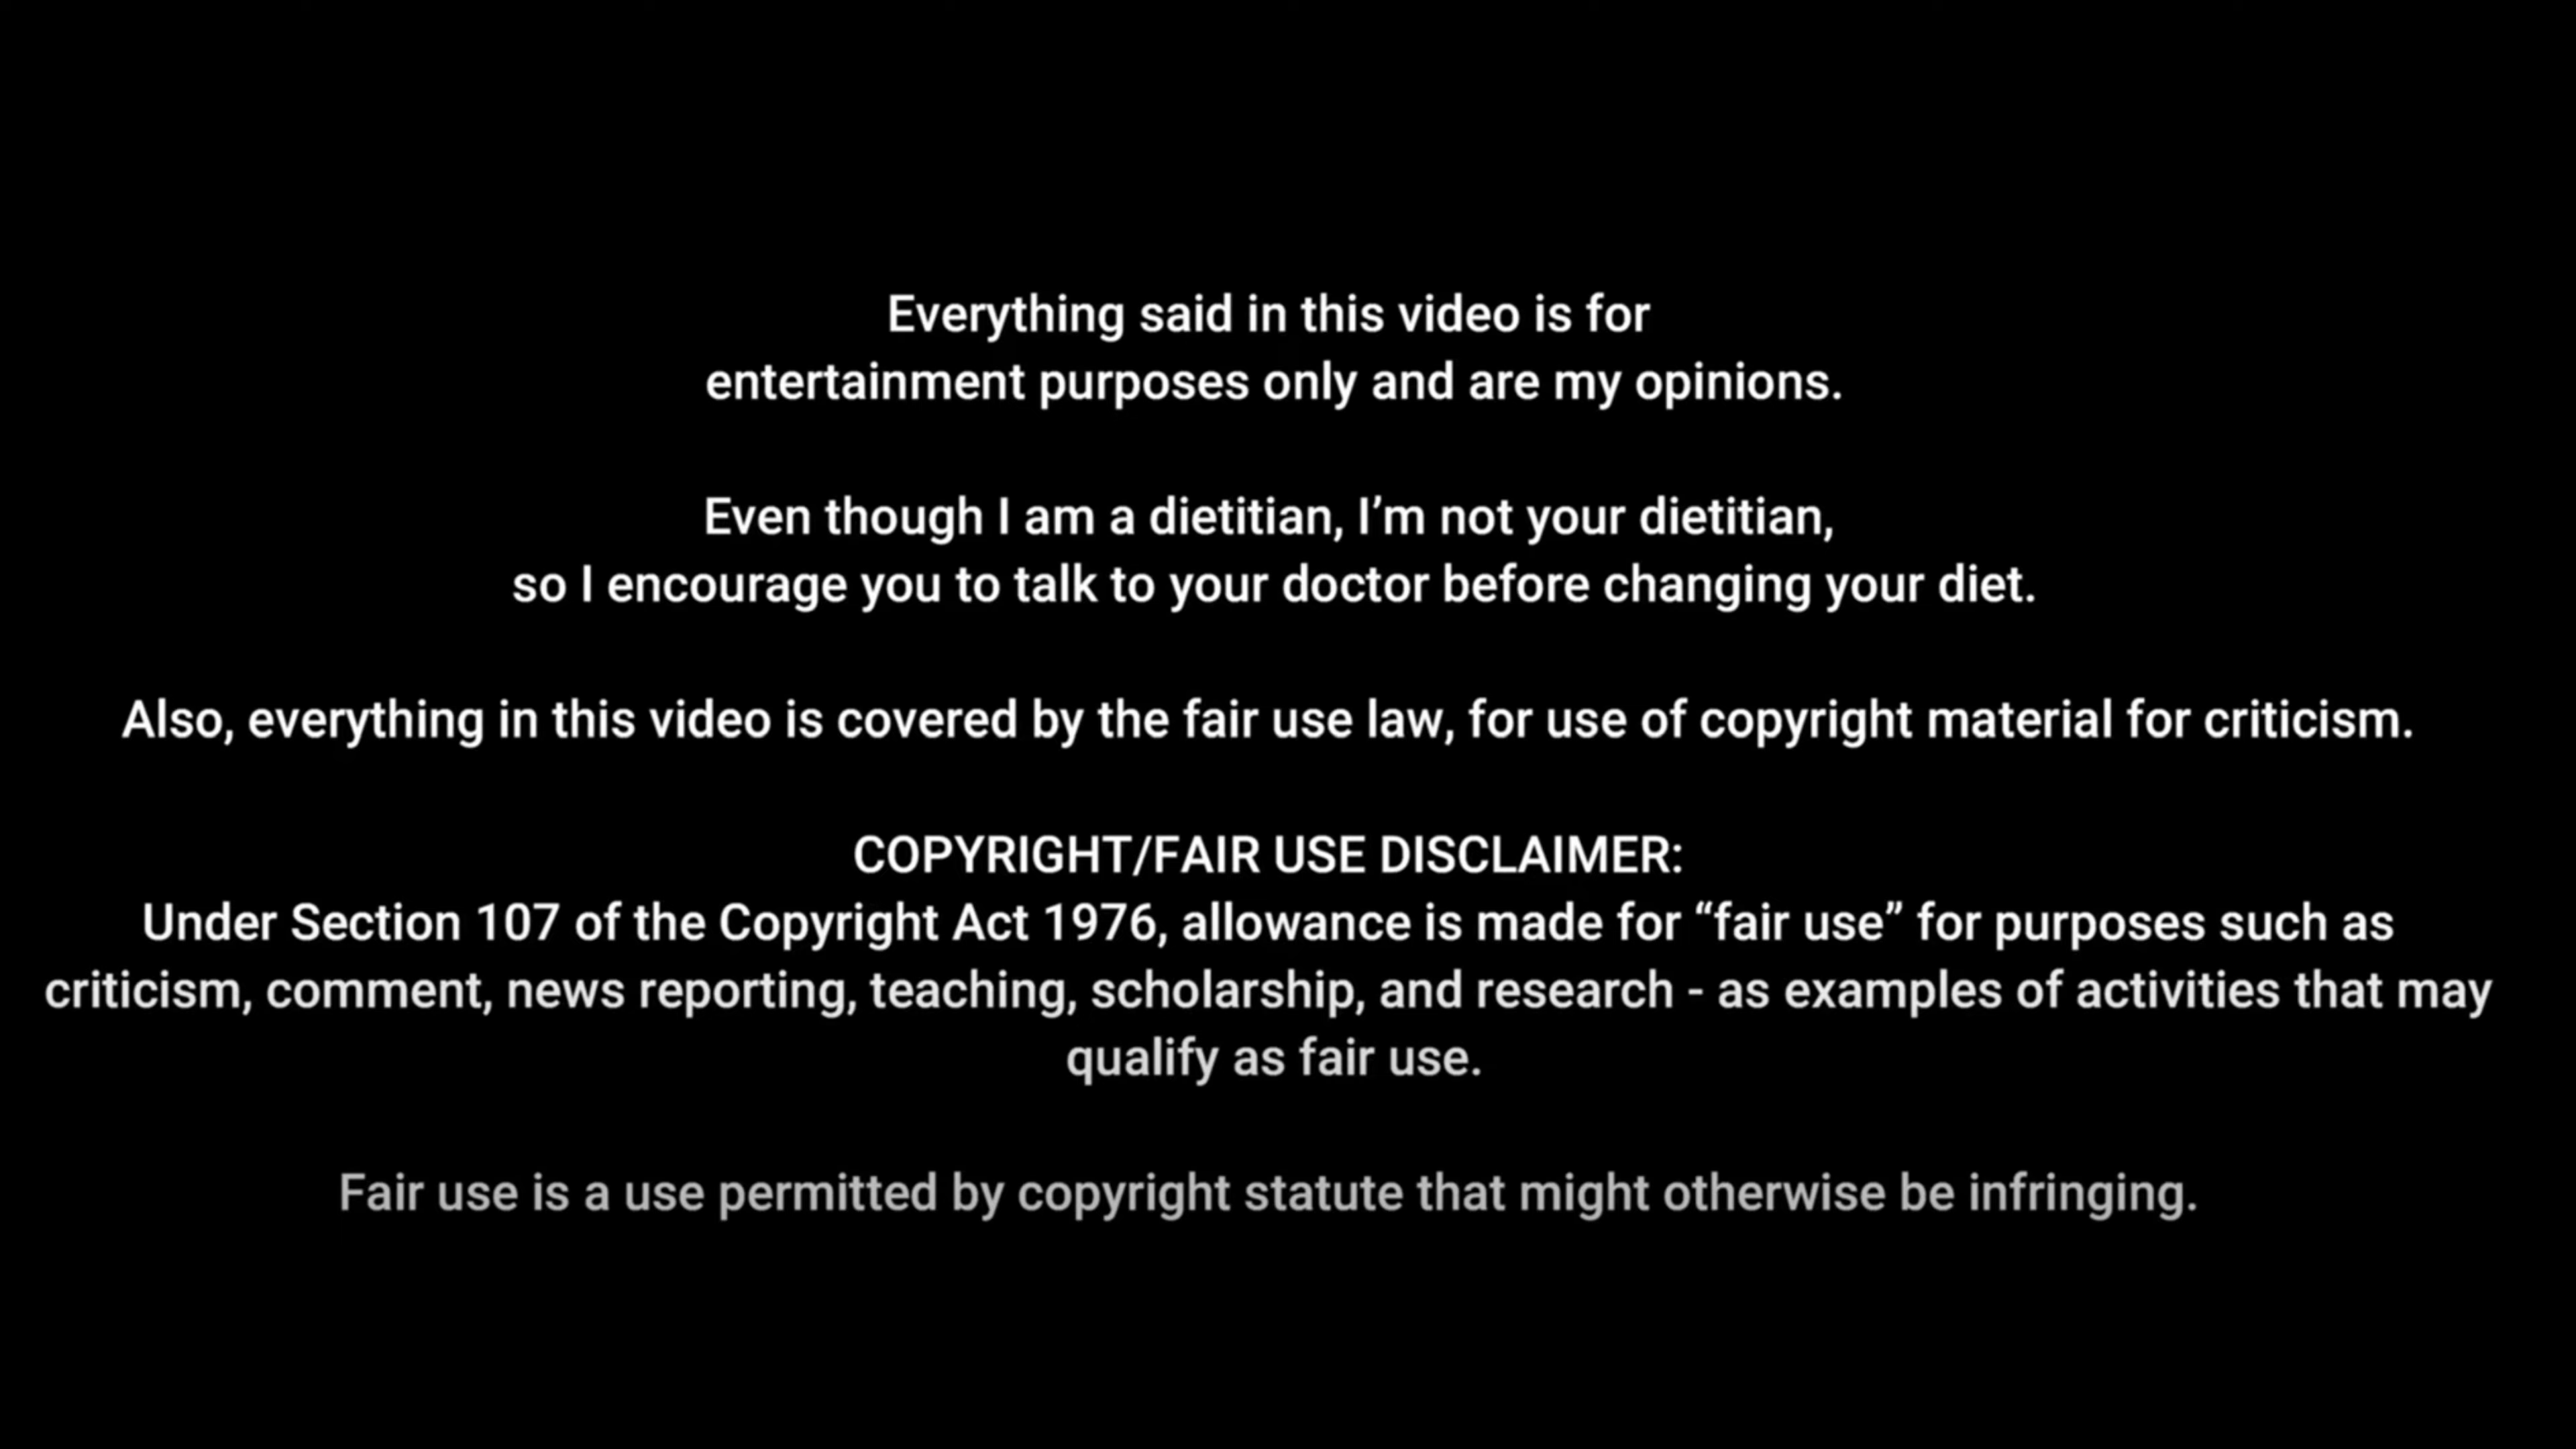 Everything said in this video is for
entertainment purposes only and are my opinions.
Even though I am a dietitian, I’m not your dietitian,
so I encourage you to talk to your doctor before changing your diet.
Also, everything in this video is covered by the fair use law, for use of copyright material for criticism.
COPYRIGHT/FAIR USE DISCLAIMER:
Under Section 107 of the Copyright Act 1976, allowance is made for “fair use” for purposes such as
criticism, comment, news reporting, teaching, scholarship, and research - as examples of activities that may
qualify as fair use.
Fair use is a use permitted by copyright statute that might otherwise be infringing.